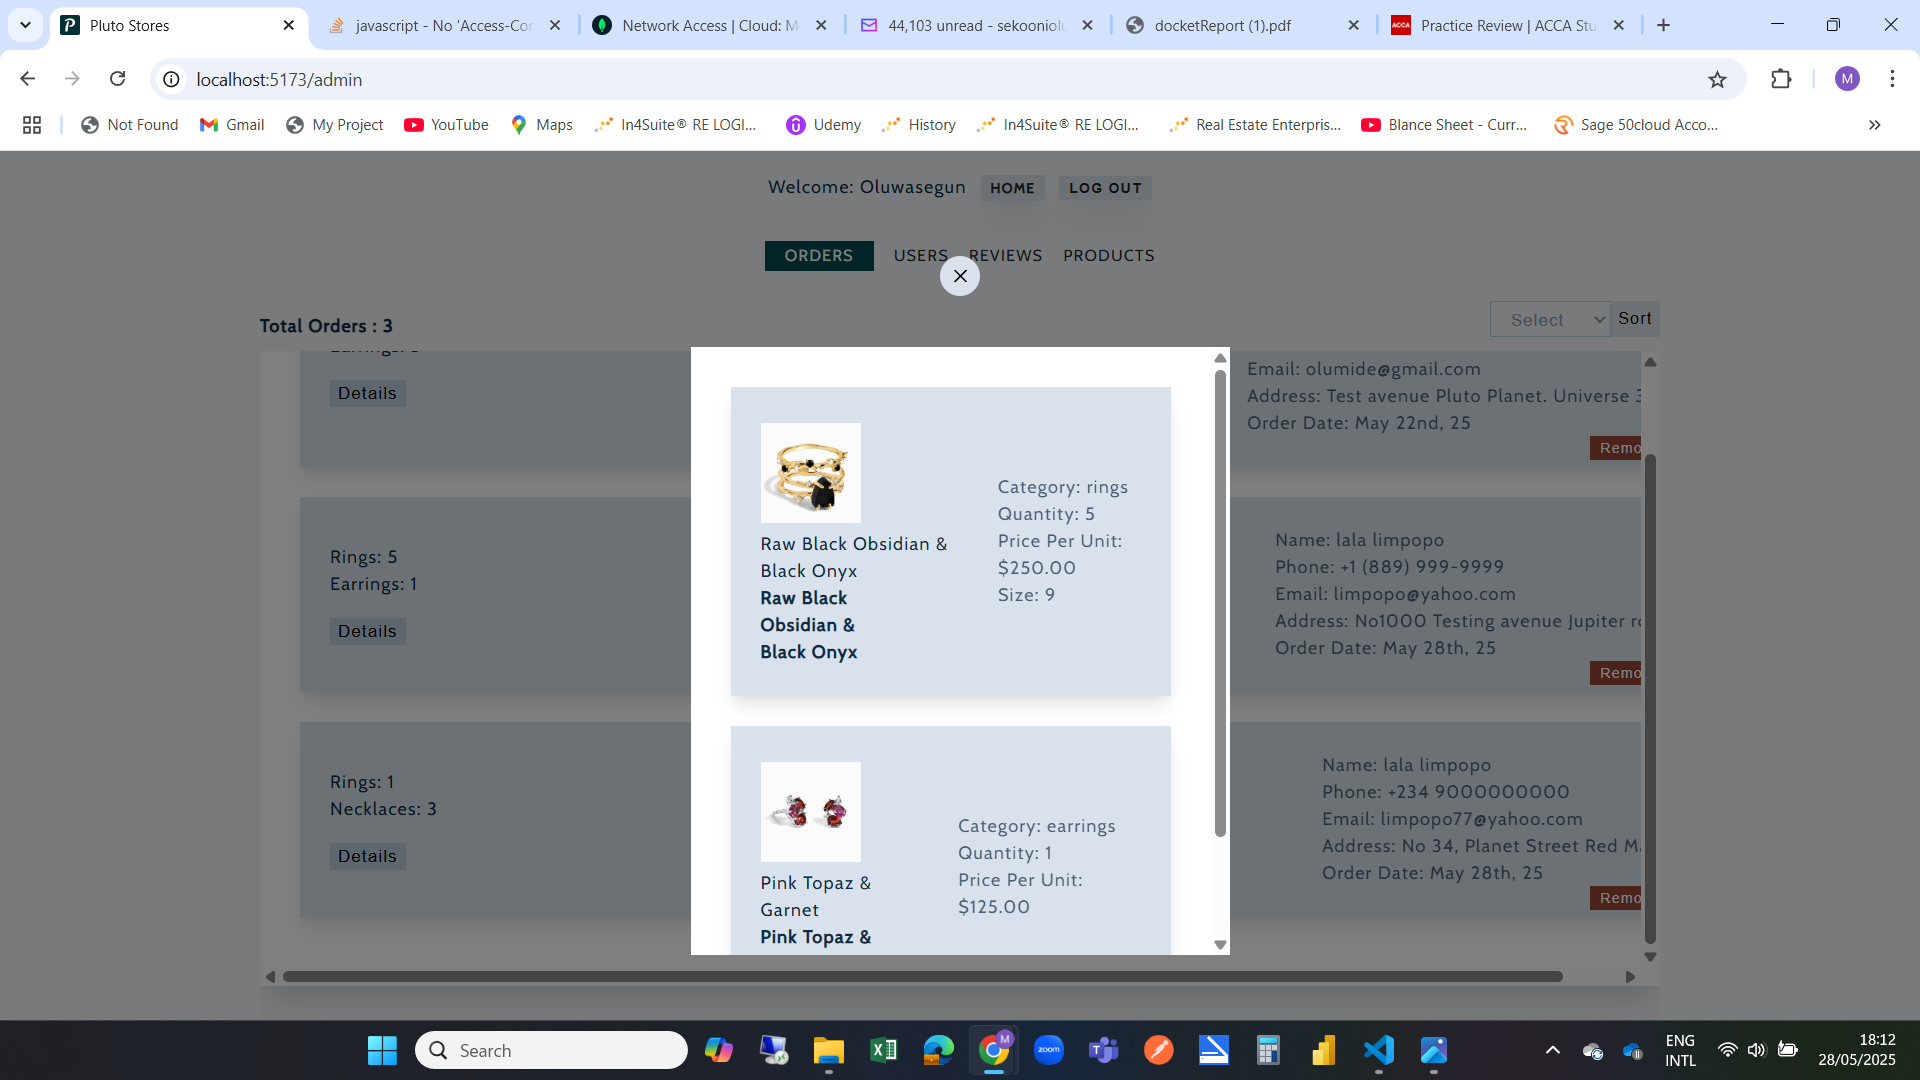 Pluto Stores
javascript - No 'Access-Con
Network Access | Cloud: M
44,103 unread - sekooniolu
docketReport (1).pdf
Practice Review | ACCA Stu
localhost:5173/admin
M
Not Found
Gmail
My Project
YouTube
Maps
In4Suite® RE LOGI...
Udemy
History
In4Suite® RE LOGI...
Real Estate Enterpris...
Blance Sheet - Curr...
Sage 50cloud Acco...
Welcome: Oluwasegun
HOME
LOG OUT
ORDERS
USERS
REVIEWS
PRODUCTS
Total Orders : 3
Select
Sort
Details
Email: olumide@gmail.com
Address: Test avenue Pluto Planet. Universe 3
Order Date: May 22nd, 25
Remo
Rings: 5
Earrings: 1
Details
Name: lala limpopo
Phone: +1 (889) 999-9999
Email: limpopo@yahoo.com
Address: No1000 Testing avenue Jupiter ro
Order Date: May 28th, 25
Remo
Rings: 1
Necklaces: 3
Details
Name: lala limpopo
Phone: +234 9000000000
Email: limpopo77@yahoo.com
Address: No 34, Planet Street Red Ma
Order Date: May 28th, 25
Remo
Raw Black Obsidian &
Black Onyx
Raw Black
Obsidian &
Black Onyx
Category: rings
Quantity: 5
Price Per Unit:
$250.00
Size: 9
Pink Topaz &
Garnet
Pink Topaz &
Category: earrings
Quantity: 1
Price Per Unit:
$125.00
Search
M
zoom
ENG
INTL
18:12
28/05/2025